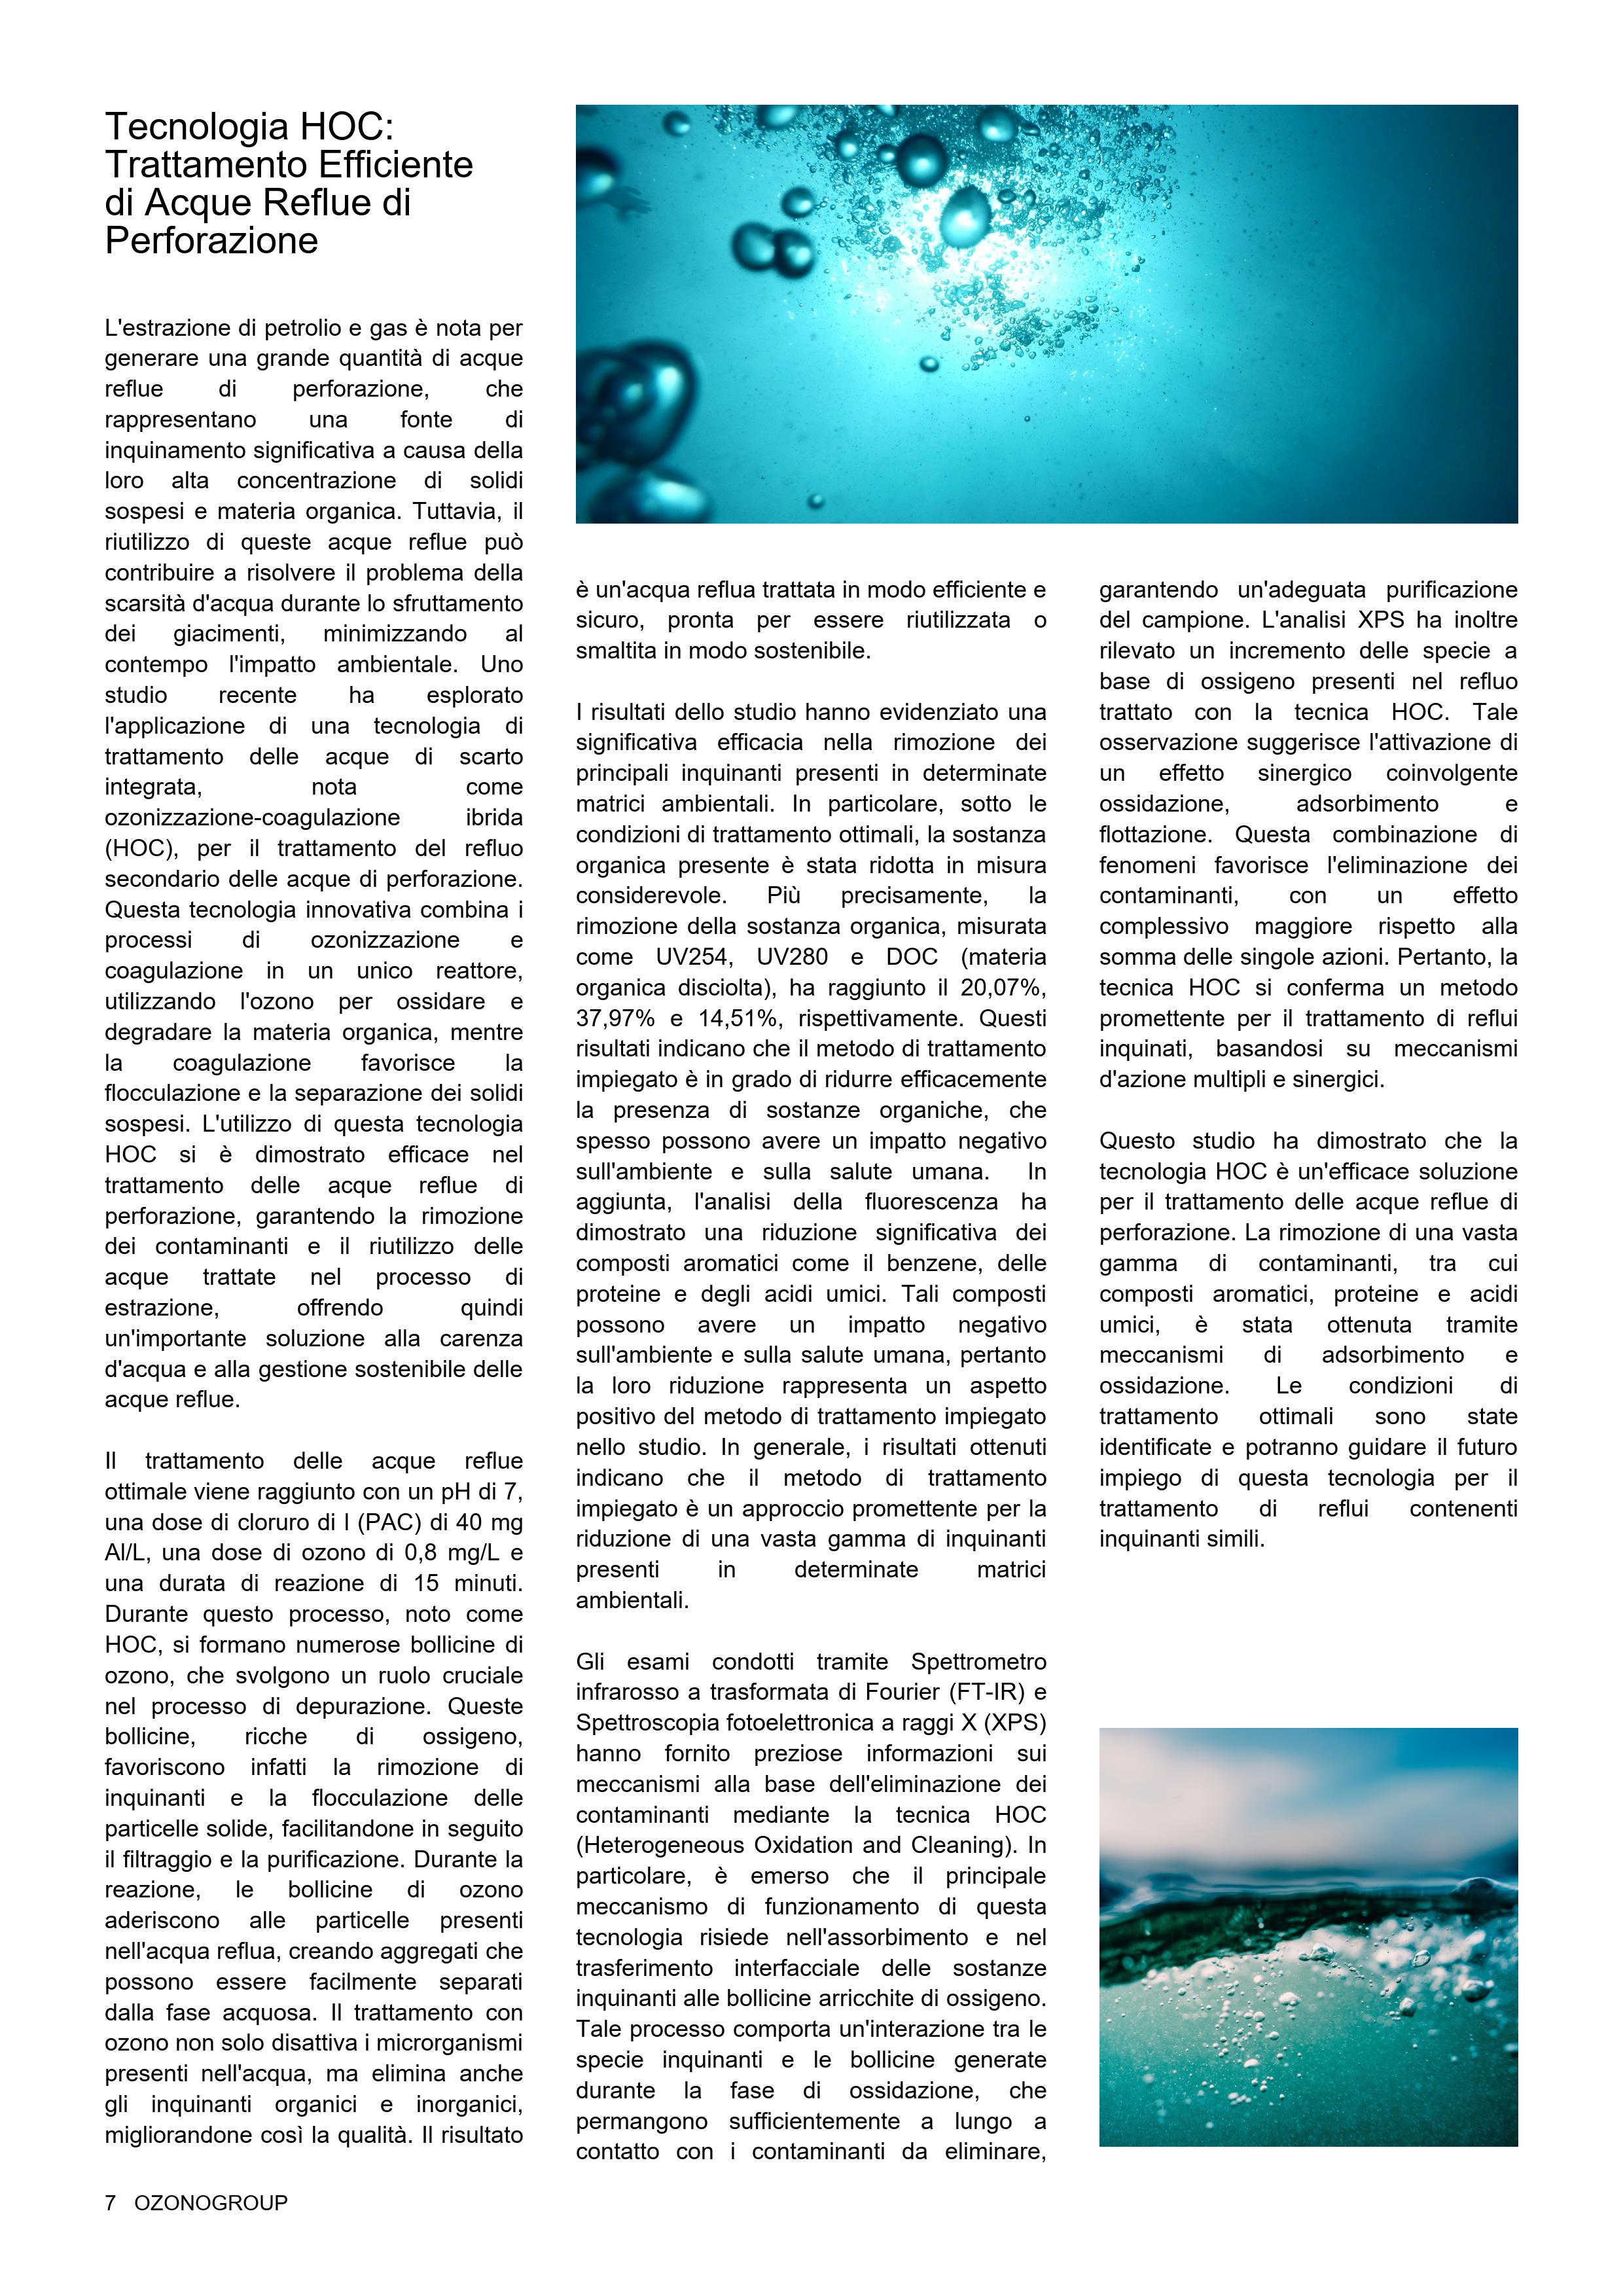 Tecnologia HOC:
Trattamento Efficiente
di Acque Reflue di
Perforazione
L'estrazione di petrolio e gas è nota per
generare una grande quantità di acque
reflue di perforazione, che
rappresentano una fonte di
inquinamento significativa a causa della
loro alta concentrazione di solidi
sospesi e materia organica. Tuttavia, il
riutilizzo di queste acque reflue può
contribuire a risolvere il problema della
scarsità d'acqua durante lo sfruttamento
dei giacimenti, minimizzando al
contempo l'impatto ambientale. Uno
studio recente ha esplorato
l'applicazione di una tecnologia di
trattamento delle acque di scarto
integrata, nota come
ozonizzazione-coagulazione ibrida
(HOC), per il trattamento del refluo
secondario delle acque di perforazione.
Questa tecnologia innovativa combina i
processi di ozonizzazione e
coagulazione in un unico reattore,
utilizzando l'ozono per ossidare e
degradare la materia organica, mentre
la coagulazione favorisce la
flocculazione e la separazione dei solidi
sospesi. L'utilizzo di questa tecnologia
HOC si è dimostrato efficace nel
trattamento delle acque reflue di
perforazione, garantendo la rimozione
dei contaminanti e il riutilizzo delle
acque trattate nel processo di
estrazione, offrendo quindi
un'importante soluzione alla carenza
d'acqua e alla gestione sostenibile delle
acque reflue.
Il trattamento delle acque reflue
ottimale viene raggiunto con un pH di 7,
una dose di cloruro di l (PAC) di 40 mg
Al/L, una dose di ozono di 0,8 mg/L e
una durata di reazione di 15 minuti.
Durante questo processo, noto come
HOC, si formano numerose bollicine di
ozono, che svolgono un ruolo cruciale
nel processo di depurazione. Queste
bollicine, ricche di ossigeno,
favoriscono infatti la rimozione di
inquinanti e la flocculazione delle
particelle solide, facilitandone in seguito
il filtraggio e la purificazione. Durante la
reazione, le bollicine di ozono
aderiscono alle particelle presenti
nell'acqua reflua, creando aggregati che
possono essere facilmente separati
dalla fase acquosa. Il trattamento con
ozono non solo disattiva i microrganismi
presenti nell'acqua, ma elimina anche
gli inquinanti organici e inorganici,
migliorandone così la qualità. Il risultato
è un'acqua reflua trattata in modo efficiente e
sicuro, pronta per essere riutilizzata o
smaltita in modo sostenibile.
I risultati dello studio hanno evidenziato una
significativa efficacia nella rimozione dei
principali inquinanti presenti in determinate
matrici ambientali. In particolare, sotto le
condizioni di trattamento ottimali, la sostanza
organica presente è stata ridotta in misura
considerevole. Più precisamente, la
rimozione della sostanza organica, misurata
come UV254, UV280 e DOC (materia
organica disciolta), ha raggiunto il 20,07%,
37,97% e 14,51%, rispettivamente. Questi
risultati indicano che il metodo di trattamento
impiegato è in grado di ridurre efficacemente
la presenza di sostanze organiche, che
spesso possono avere un impatto negativo
sull'ambiente e sulla salute umana. In
aggiunta, l'analisi della fluorescenza ha
dimostrato una riduzione significativa dei
composti aromatici come il benzene, delle
proteine e degli acidi umici. Tali composti
possono avere un impatto negativo
sull'ambiente e sulla salute umana, pertanto
la loro riduzione rappresenta un aspetto
positivo del metodo di trattamento impiegato
nello studio. In generale, i risultati ottenuti
indicano che il metodo di trattamento
impiegato è un approccio promettente per la
riduzione di una vasta gamma di inquinanti
presenti in determinate matrici
ambientali.
Gli esami condotti tramite Spettrometro
infrarosso a trasformata di Fourier (FT-IR) e
Spettroscopia fotoelettronica a raggi X (XPS)
hanno fornito preziose informazioni sui
meccanismi alla base dell'eliminazione dei
contaminanti mediante la tecnica HOC
(Heterogeneous Oxidation and Cleaning). In
particolare, è emerso che il principale
meccanismo di funzionamento di questa
tecnologia risiede nell'assorbimento e nel
trasferimento interfacciale delle sostanze
inquinanti alle bollicine arricchite di ossigeno.
Tale processo comporta un'interazione tra le
specie inquinanti e le bollicine generate
durante la fase di ossidazione, che
permangono sufficientemente a lungo a
contatto con i contaminanti da eliminare,
garantendo un'adeguata purificazione
del campione. L'analisi XPS ha inoltre
rilevato un incremento delle specie a
base di ossigeno presenti nel refluo
trattato con la tecnica HOC. Tale
osservazione suggerisce l'attivazione di
un effetto sinergico coinvolgente
ossidazione, adsorbimento e
flottazione. Questa combinazione di
fenomeni favorisce l'eliminazione dei
contaminanti, con un effetto
complessivo maggiore rispetto alla
somma delle singole azioni. Pertanto, la
tecnica HOC si conferma un metodo
promettente per il trattamento di reflui
inquinati, basandosi su meccanismi
d'azione multipli e sinergici.
Questo studio ha dimostrato che la
tecnologia HOC è un'efficace soluzione
per il trattamento delle acque reflue di
perforazione. La rimozione di una vasta
gamma di contaminanti, tra cui
composti aromatici, proteine e acidi
umici, è stata ottenuta tramite
meccanismi di adsorbimento e
ossidazione. Le condizioni di
trattamento ottimali sono state
identificate e potranno guidare il futuro
impiego di questa tecnologia per il
trattamento di reflui contenenti
inquinanti simili.
7 OZONOGROUP